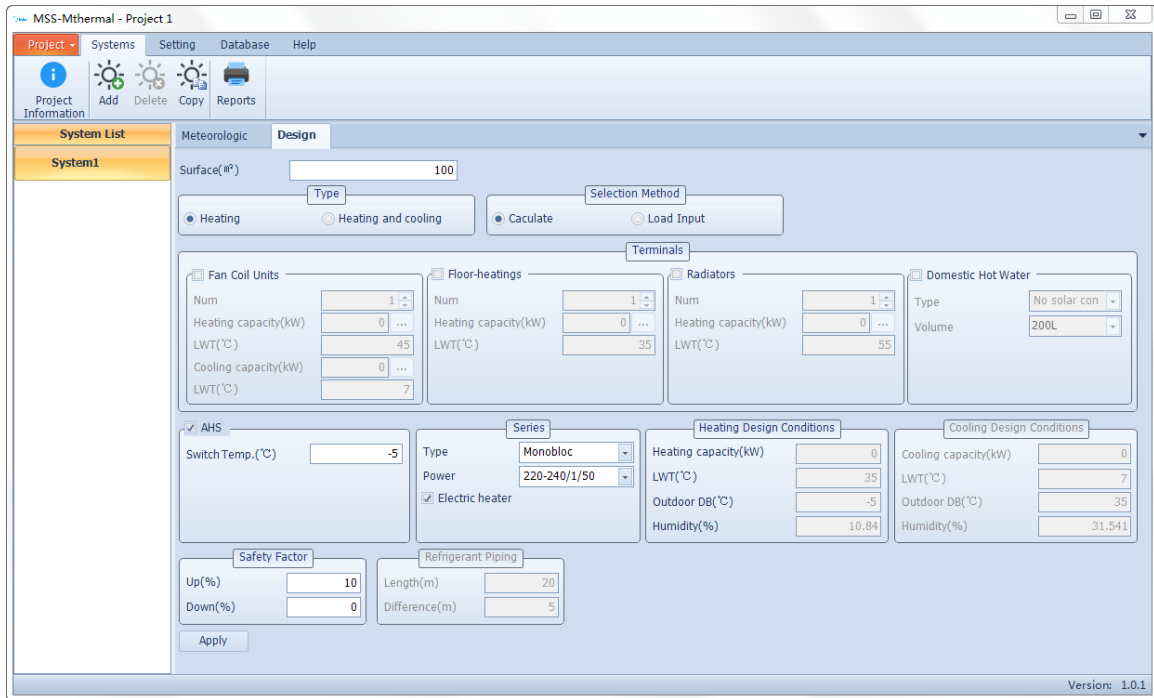 MSS-Mthermal - Project 1
Project Systems Setting Database Help
Project Information Add Delete Copy Reports
System List
System1
Meteorologic Design
Surface(m²) 100
Type
Heating Heating and cooling
Selection Method
Caculate Load Input
Terminals
Fan Coil Units
Num 1
Heating capacity(kW) 0 ...
LWT(℃) 45
Cooling capacity(kW) 0 ...
LWT(℃) 7
Floor-heatings
Num 1
Heating capacity(kW) 0 ...
LWT(℃) 35
Radiators
Num 1
Heating capacity(kW) 0 ...
LWT(℃) 55
Domestic Hot Water
Type No solar con
Volume 200L
AHS
Switch Temp.(℃) -5
Series
Type Monobloc
Power 220-240/1/50
Electric heater
Heating Design Conditions
Heating capacity(kW) 0
LWT(℃) 35
Outdoor DB(℃) -5
Humidity(%) 10.84
Cooling Design Conditions
Cooling capacity(kW) 0
LWT(℃) 7
Outdoor DB(℃) 35
Humidity(%) 31.541
Safety Factor
Up(%) 10
Down(%) 0
Refrigerant Piping
Length(m) 20
Difference(m) 5
Apply
Version: 1.0.1